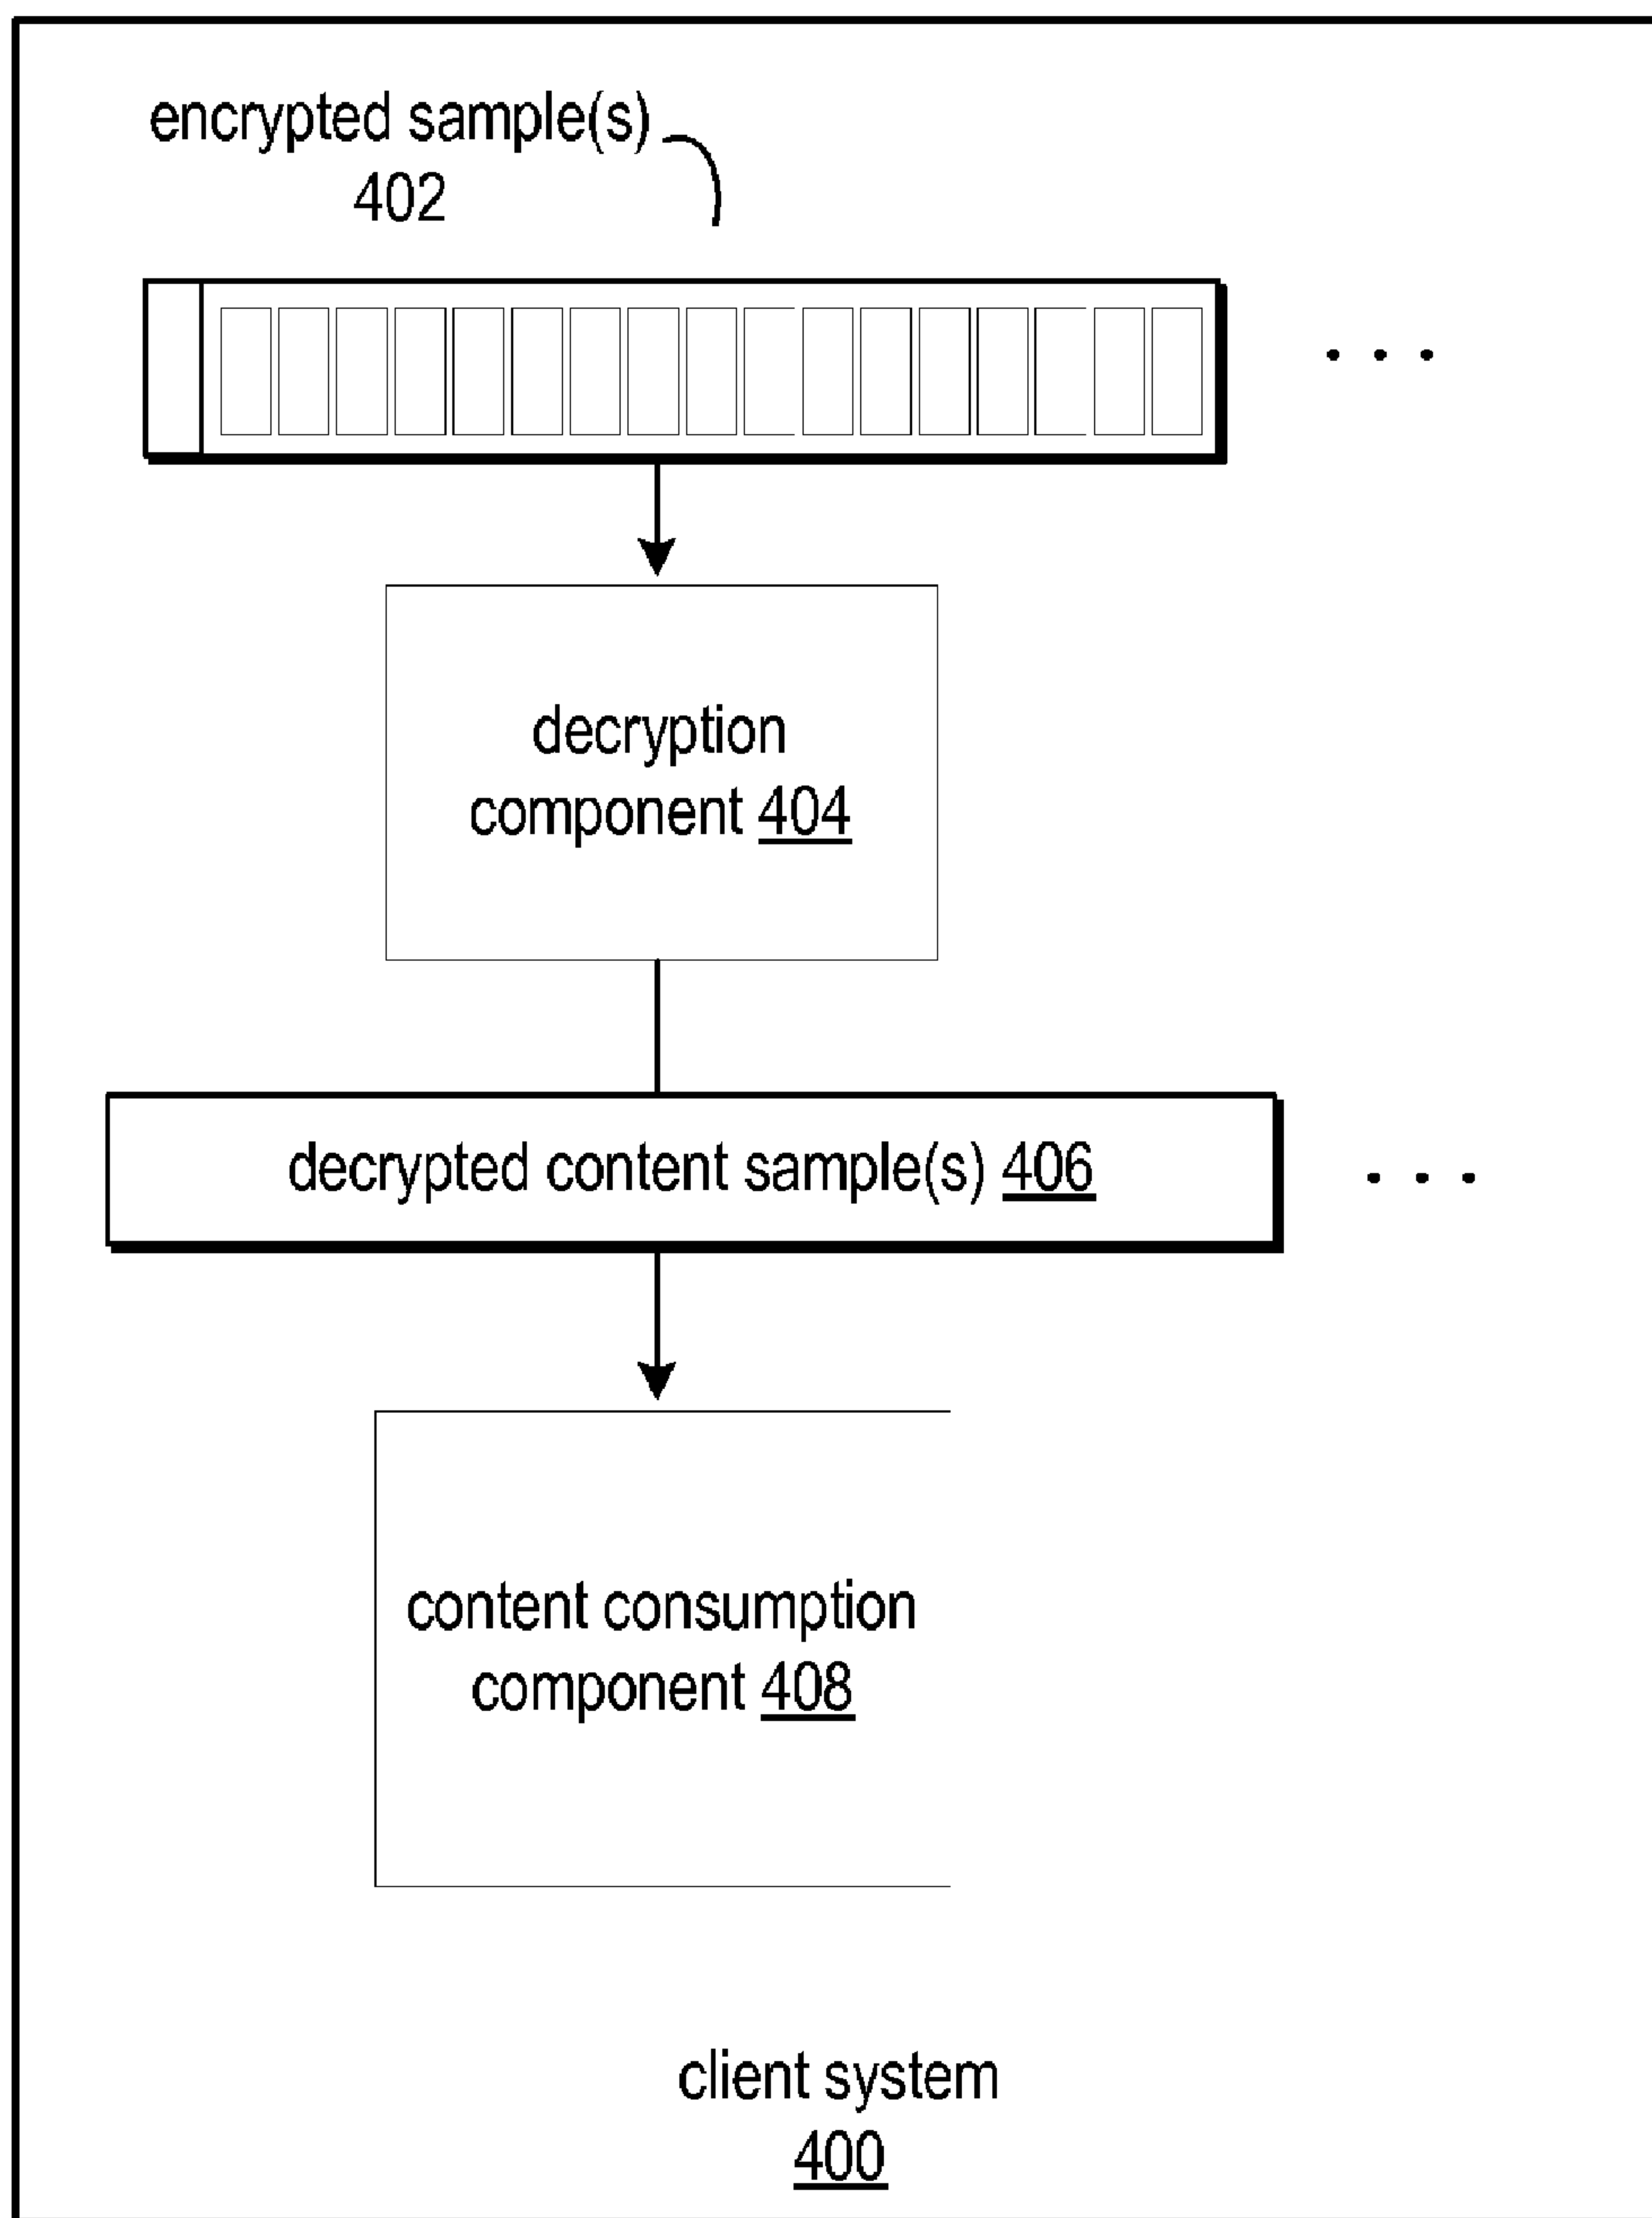 encrypted sample(s)
402
. . .
decryption
component 404
decrypted content sample(s) 406
. . .
content consumption
component 408
client system
400